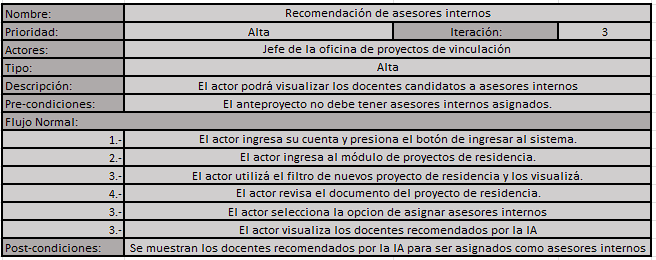 Nombre: Recomendación de asesores internos
Prioridad: Alta Iteración: 3
Actores: Jefe de la oficina de proyectos de vinculación
Tipo: Alta
Descripción: El actor podrá visualizar los docentes candidatos a asesores internos
Pre-condiciones: El anteproyecto no debe tener asesores internos asignados.
Flujo Normal:
1.- El actor ingresa su cuenta y presiona el botón de ingresar al sistema.
2.- El actor ingresa al módulo de proyectos de residencia.
3.- El actor utilizá el filtro de nuevos proyecto de residencia y los visualizá.
4.- El actor revisa el documento del proyecto de residencia.
3.- El actor selecciona la opcion de asignar asesores internos
3.- El actor visualiza los docentes recomendados por la IA
Post-condiciones: Se muestran los docentes recomendados por la IA para ser asignados como asesores internos